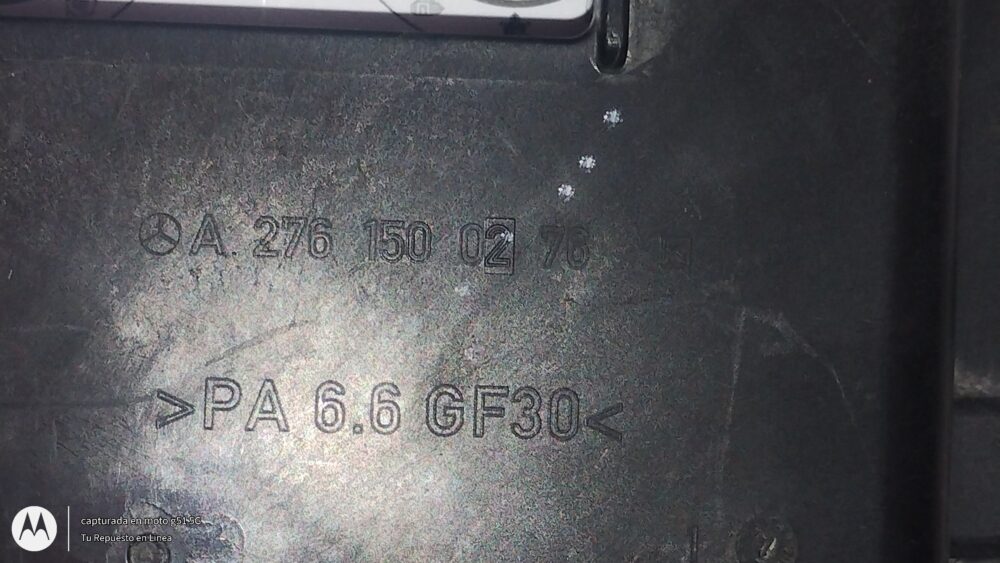 A. 276 150 02 76
>PA 6.6 GF30<
capturada en moto g51 5G
Tu Repuesto en Linea